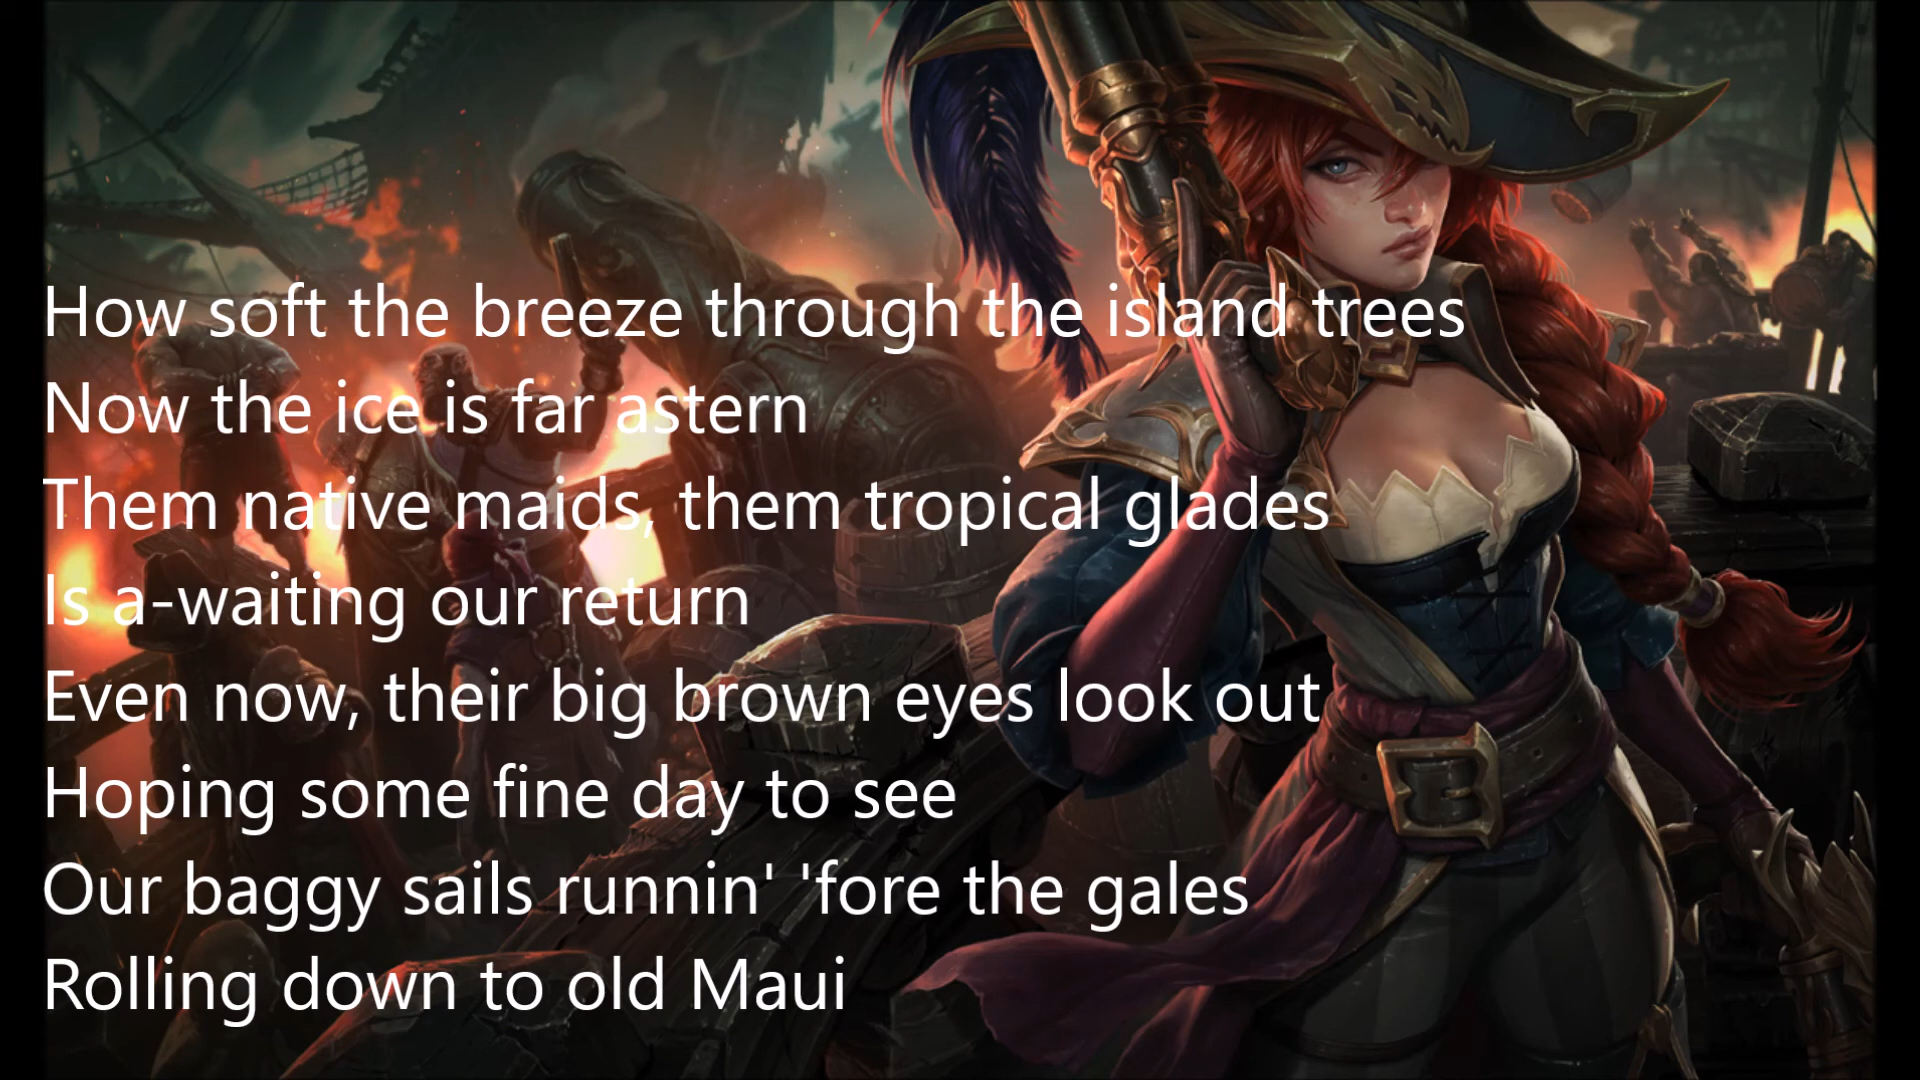 How soft the breeze through the island trees
Now the ice is far astern
Them native maids, them tropical glades
Is a-waiting our return
Even now, their big brown eyes look out
Hoping some fine day to see
Our baggy sails runnin' 'fore the gales
Rolling down to old Maui